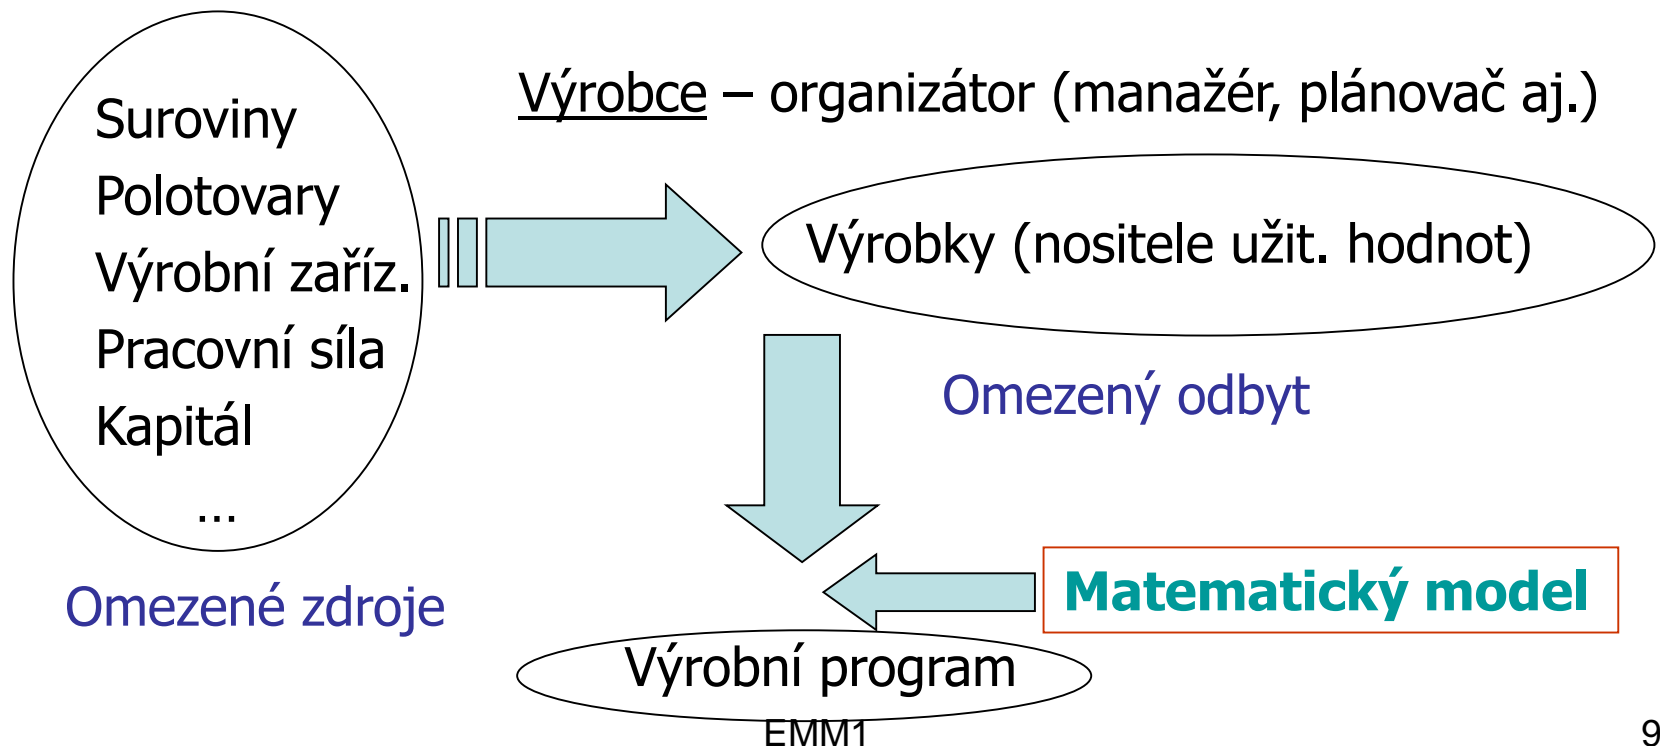 Výrobce – organizátor (manažér, plánovač aj.)
Suroviny
Polotovary
Výrobní zaříz.
Pracovní síla
Kapitál
...
Omezené zdroje
Výrobky (nositele užit. hodnot)
Omezený odbyt
Matematický model
Výrobní program
EMM1
9